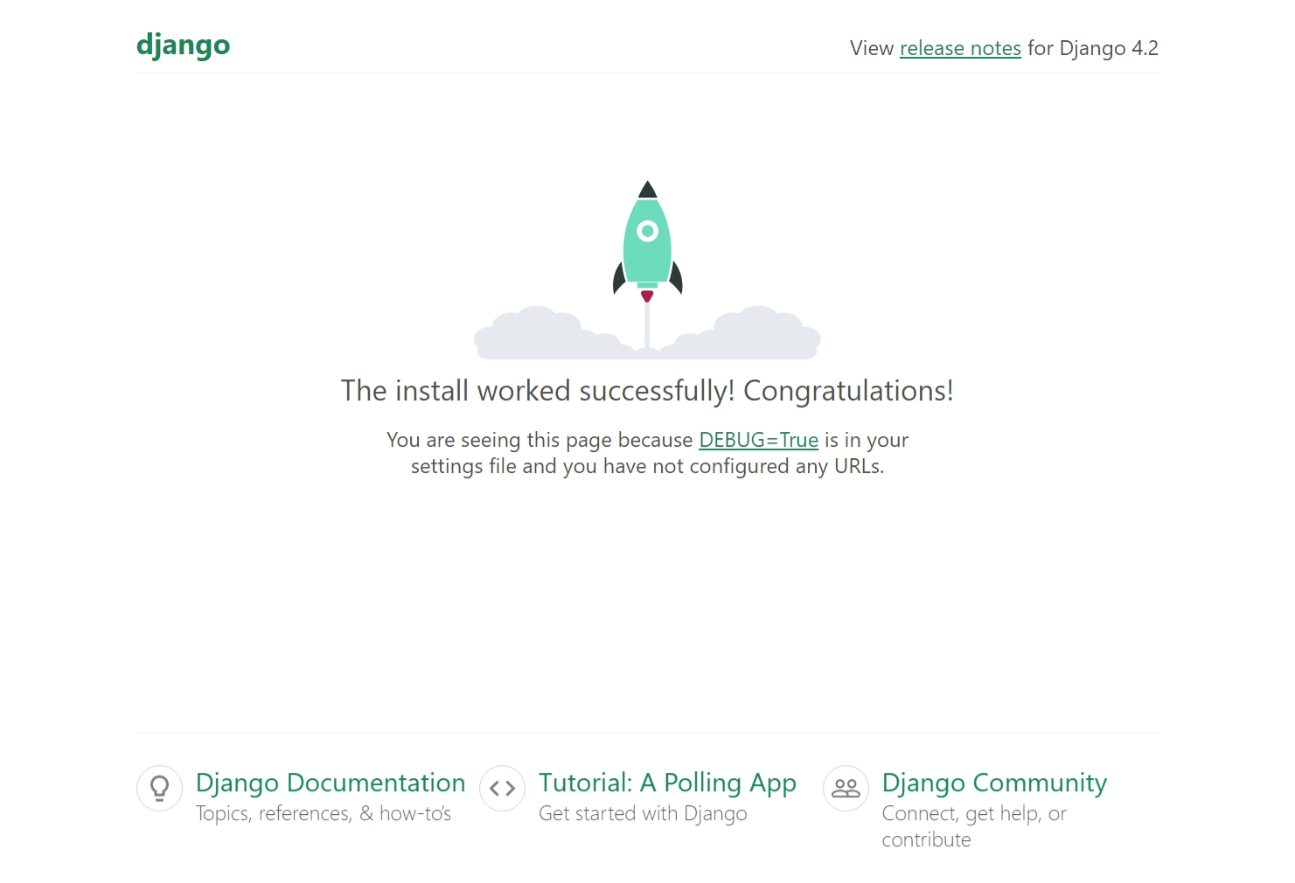 django
View release notes for Django 4.2
The install worked successfully! Congratulations!
You are seeing this page because DEBUG=True is in your
settings file and you have not configured any URLs.
Django Documentation
Topics, references, & how-to's
Tutorial: A Polling App
Get started with Django
Django Community
Connect, get help, or
contribute